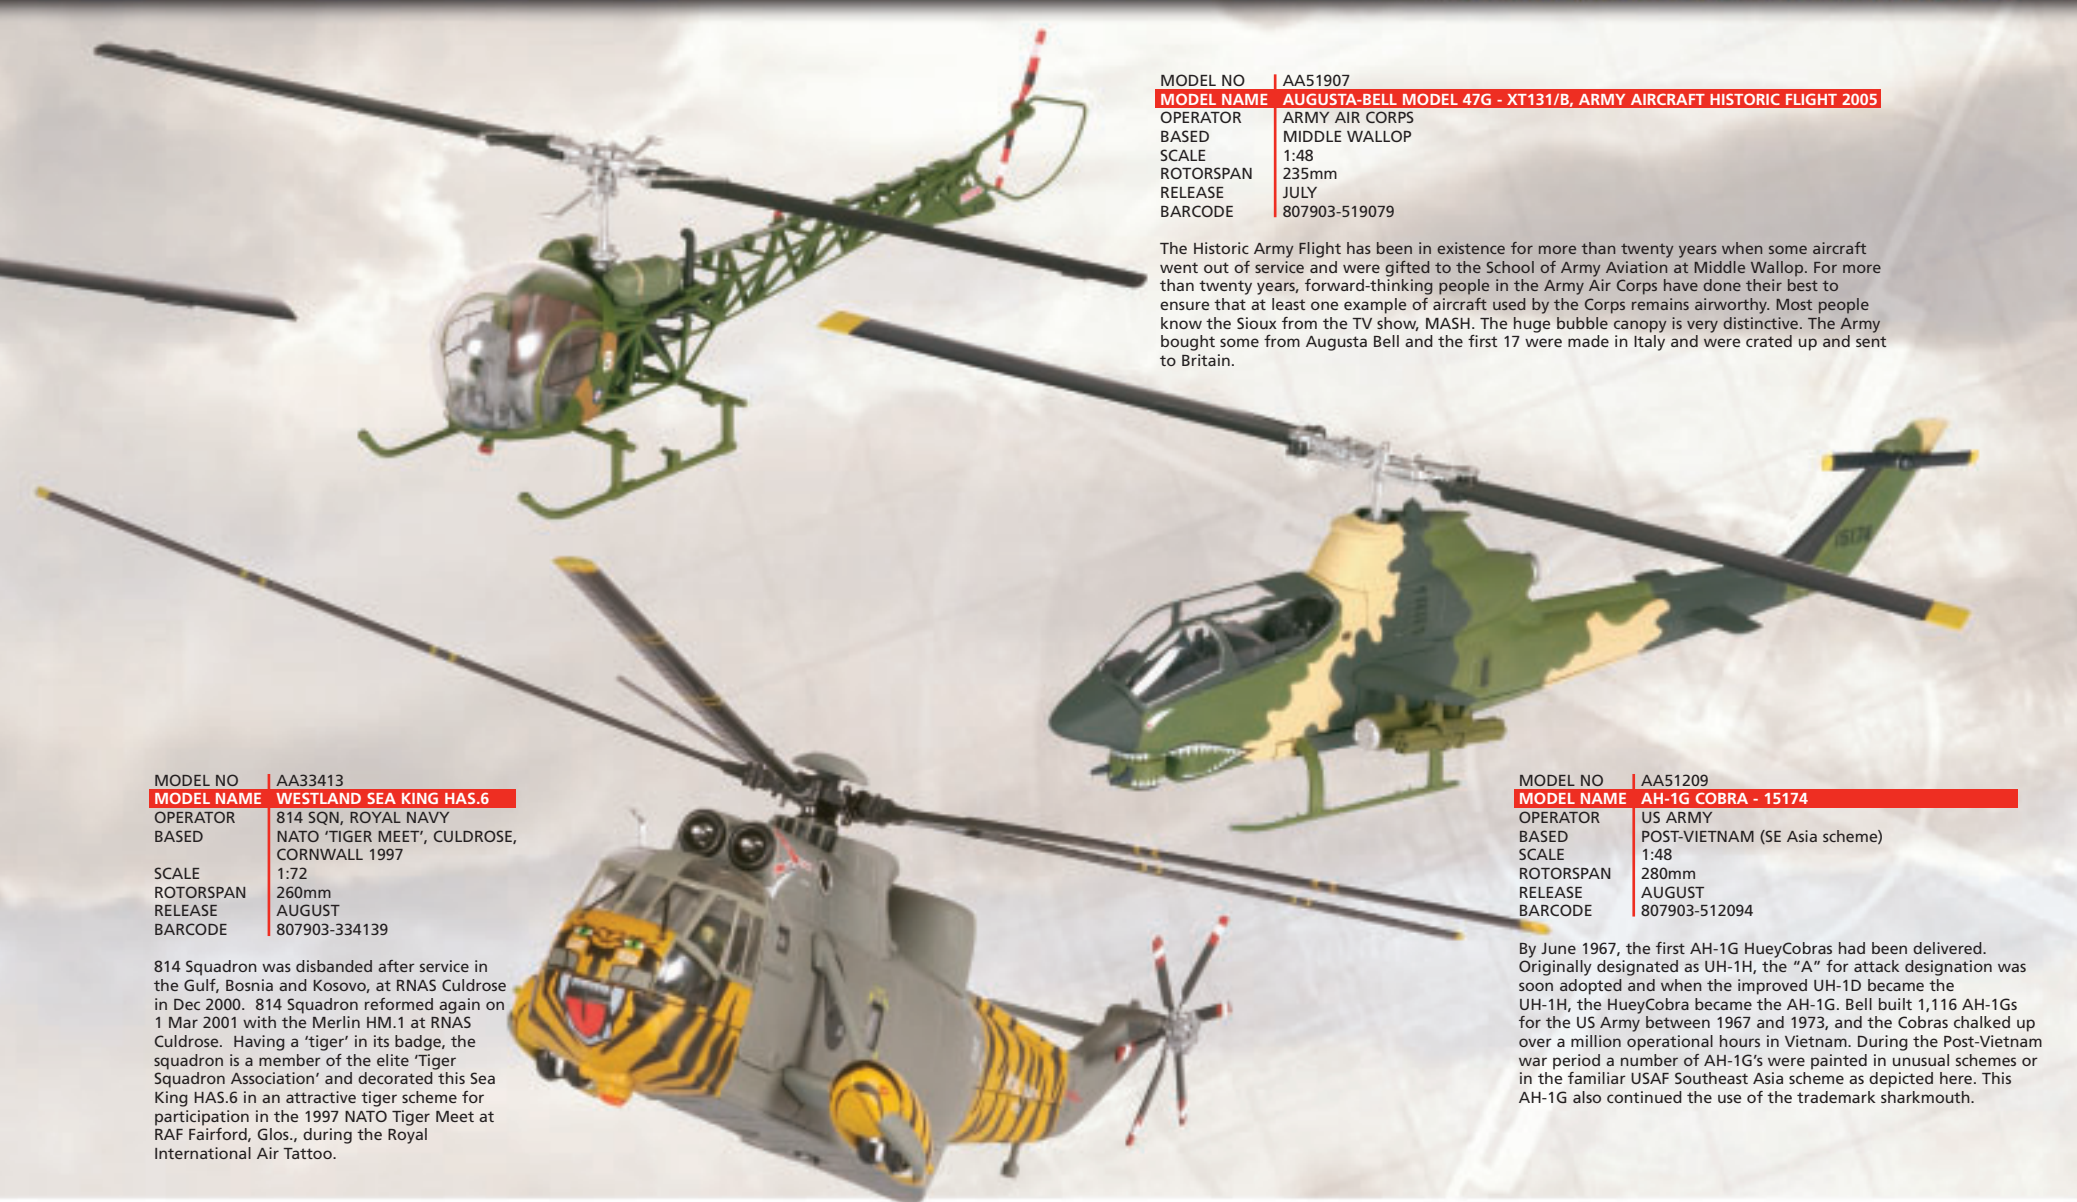 MODEL NO AA51907
MODEL NAME AUGUSTA-BELL MODEL 47G - XT131/B, ARMY AIRCRAFT HISTORIC FLIGHT 2005
OPERATOR ARMY AIR CORPS
BASED MIDDLE WALLOP
SCALE 1:48
ROTORSPAN 235mm
RELEASE JULY
BARCODE 807903-519079
The Historic Army Flight has been in existence for more than twenty years when some aircraft
went out of service and were gifted to the School of Army Aviation at Middle Wallop. For more
than twenty years, forward-thinking people in the Army Air Corps have done their best to
ensure that at least one example of aircraft used by the Corps remains airworthy. Most people
know the Sioux from the TV show, MASH. The huge bubble canopy is very distinctive. The Army
bought some from Augusta Bell and the first 17 were made in Italy and were crated up and sent
to Britain.
15174
MODEL NO AA33413
MODEL NAME WESTLAND SEA KING HAS.6
OPERATOR 814 SQN, ROYAL NAVY
BASED NATO ‘TIGER MEET’, CULDROSE,
CORNWALL 1997
SCALE 1:72
ROTORSPAN 260mm
RELEASE AUGUST
BARCODE 807903-334139
814 Squadron was disbanded after service in
the Gulf, Bosnia and Kosovo, at RNAS Culdrose
in Dec 2000. 814 Squadron reformed again on
1 Mar 2001 with the Merlin HM.1 at RNAS
Culdrose. Having a ‘tiger’ in its badge, the
squadron is a member of the elite ‘Tiger
Squadron Association’ and decorated this Sea
King HAS.6 in an attractive tiger scheme for
participation in the 1997 NATO Tiger Meet at
RAF Fairford, Glos., during the Royal
International Air Tattoo.
MODEL NO AA51209
MODEL NAME AH-1G COBRA - 15174
OPERATOR US ARMY
BASED POST-VIETNAM (SE Asia scheme)
SCALE 1:48
ROTORSPAN 280mm
RELEASE AUGUST
BARCODE 807903-512094
By June 1967, the first AH-1G HueyCobras had been delivered.
Originally designated as UH-1H, the “A” for attack designation was
soon adopted and when the improved UH-1D became the
UH-1H, the HueyCobra became the AH-1G. Bell built 1,116 AH-1Gs
for the US Army between 1967 and 1973, and the Cobras chalked up
over a million operational hours in Vietnam. During the Post-Vietnam
war period a number of AH-1G’s were painted in unusual schemes or
in the familiar USAF Southeast Asia scheme as depicted here. This
AH-1G also continued the use of the trademark sharkmouth.